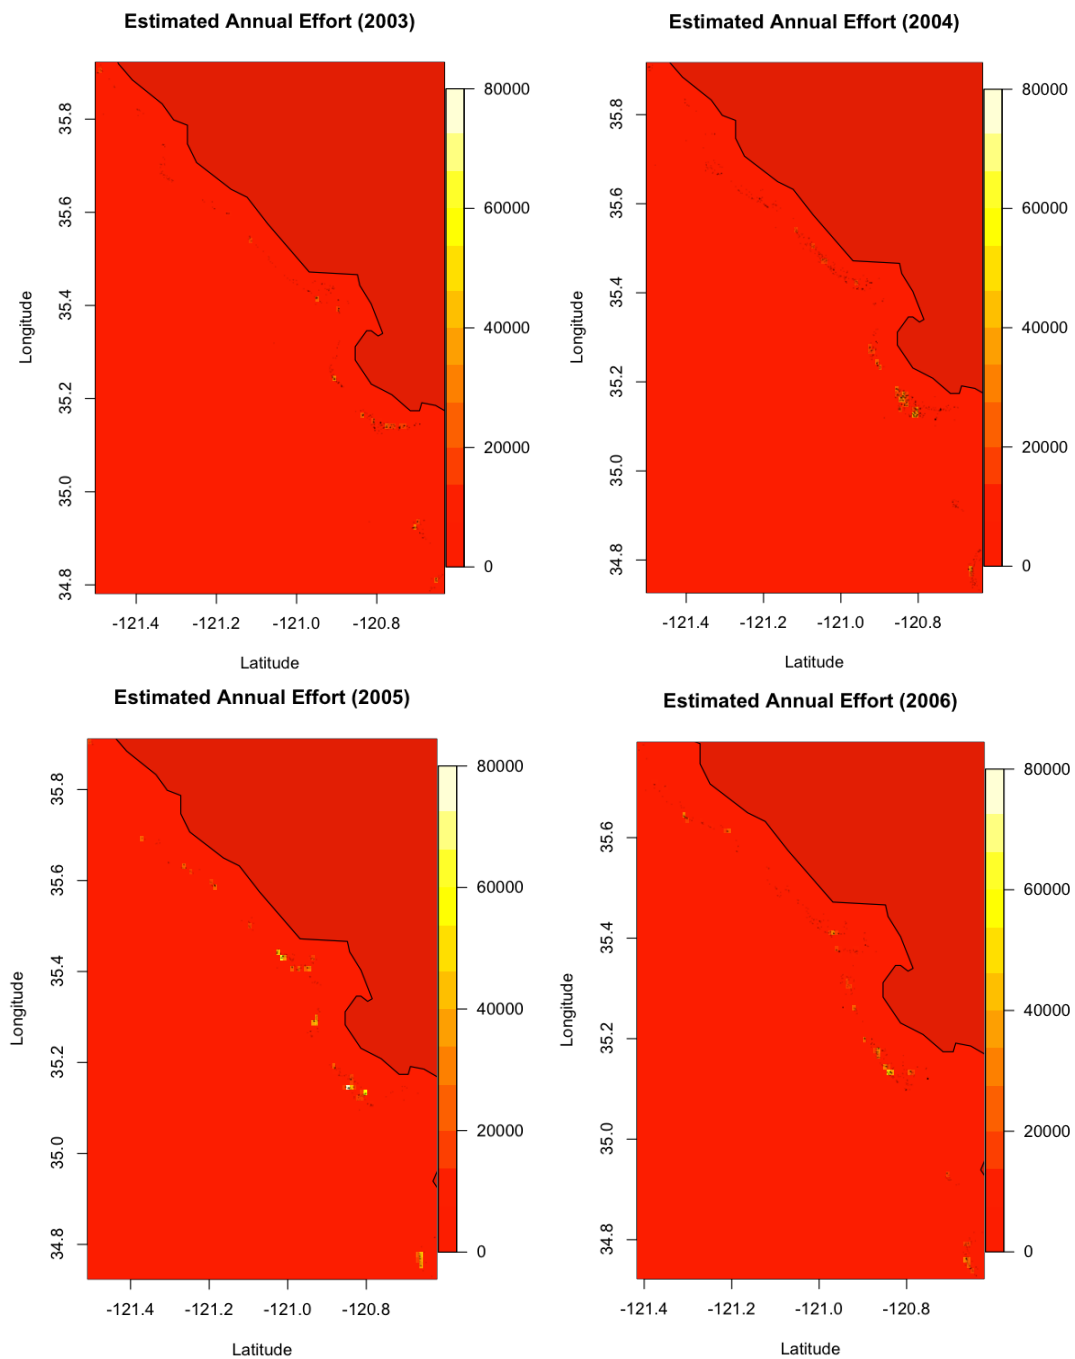 Estimated Annual Effort (2003)
Longitude
35.8
35.6
35.4
35.2
35.0
34.8
80000
60000
40000
20000
0
-121.4 -121.2 -121.0 -120.8
Latitude
Estimated Annual Effort (2004)
Longitude
35.8
35.6
35.4
35.2
35.0
34.8
80000
60000
40000
20000
0
-121.4 -121.2 -121.0 -120.8
Latitude
Estimated Annual Effort (2005)
Longitude
35.8
35.6
35.4
35.2
35.0
34.8
80000
60000
40000
20000
0
-121.4 -121.2 -121.0 -120.8
Latitude
Estimated Annual Effort (2006)
Longitude
35.6
35.4
35.2
35.0
34.8
80000
60000
40000
20000
0
-121.4 -121.2 -121.0 -120.8
Latitude